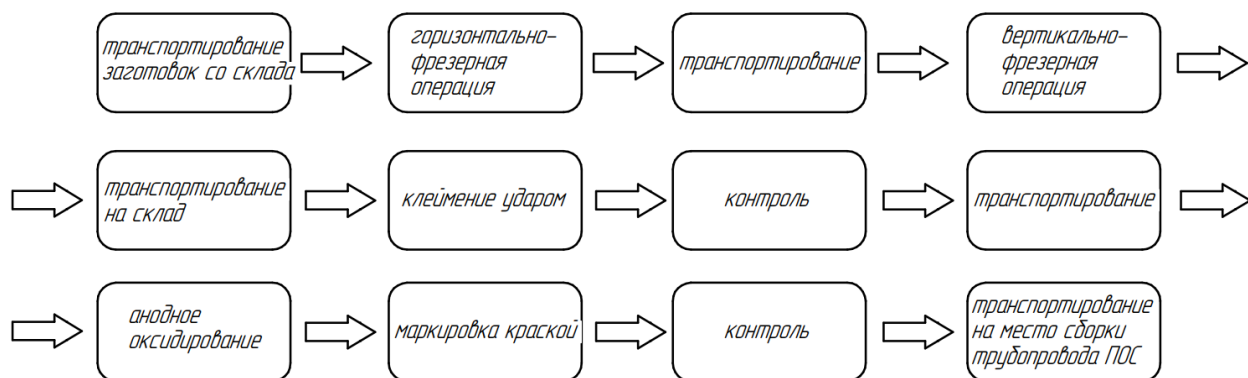 транспортирование
заготовок со склада
горизонтально-
фрезерная
операция
транспортирование
вертикально-
фрезерная
операция
транспортирование
на склад
клеймение ударом
контроль
транспортирование
анодное
оксидирование
маркировка краской
контроль
транспортирование
на место сборки
трубопровода ПОС